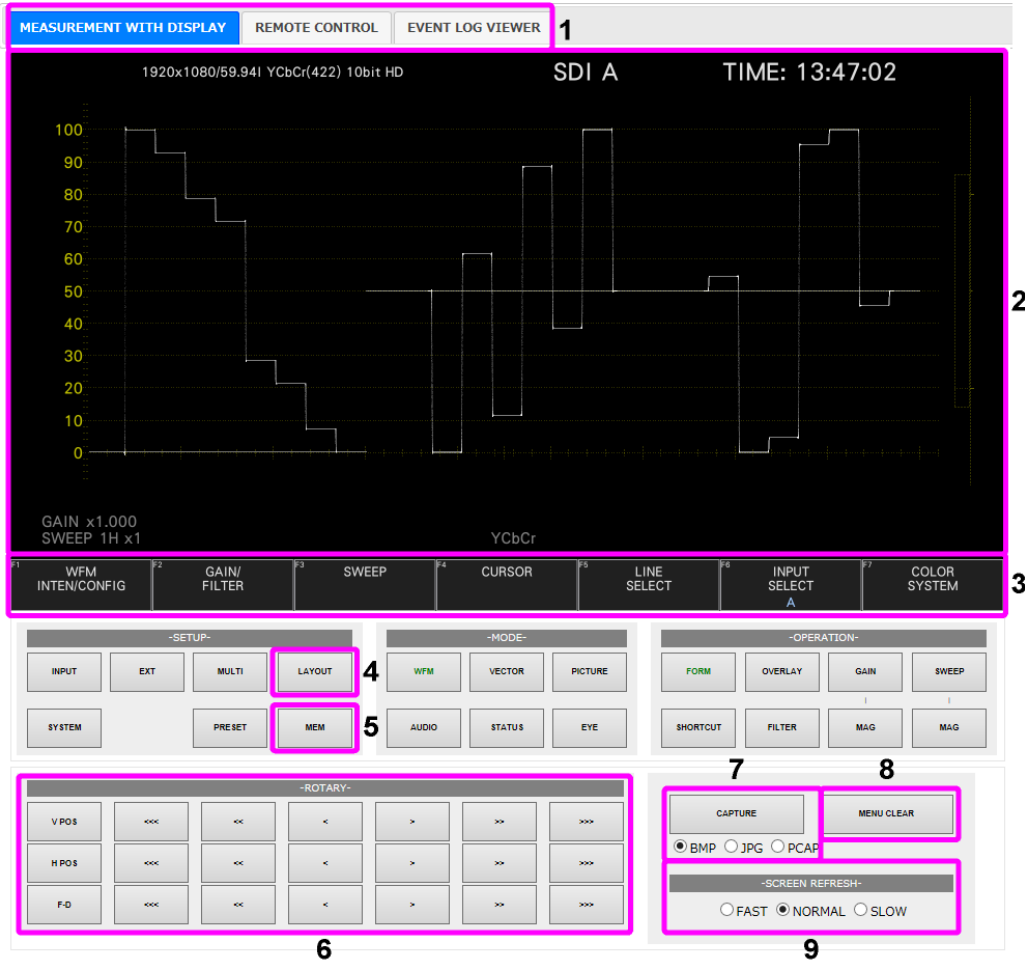 MEASUREMENT WITH DISPLAY REMOTE CONTROL EVENT LOG VIEWER 1
1920x1080/59.94I YCbCr(422) 10bit HD SDI A TIME: 13:47:02
100
90
80
70
60
50
2
40
30
20
10
0
GAIN x1.000
SWEEP 1H x1 YCbCr
F1 WFM INTEN/CONFIG
F2 GAIN/ FILTER
F3 SWEEP
F4 CURSOR
F5 LINE SELECT
F6 INPUT SELECT A
F7 COLOR SYSTEM
3
-SETUP-
INPUT EXT MULTI LAYOUT 4
SYSTEM PRESET MEM 5
-MODE-
WFM VECTOR PICTURE
AUDIO STATUS EYE
-OPERATION-
FORM OVERLAY GAIN SWEEP
SHORTCUT FILTER MAG MAG
-ROTARY-
V POS <<< << < > >> >>>
H POS <<< << < > >> >>>
F-D <<< << < > >> >>>
6
7 8
CAPTURE MENU CLEAR
BMP JPG PCAP
-SCREEN REFRESH-
FAST NORMAL SLOW
9